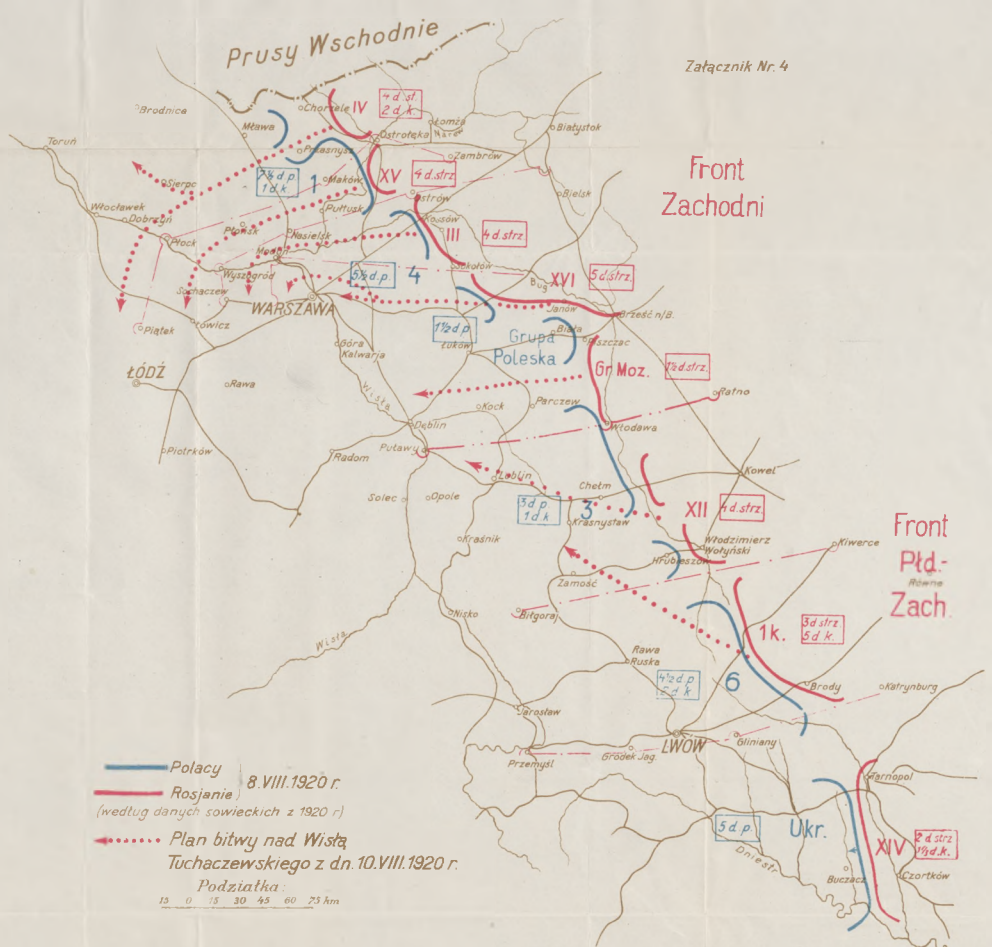 Prusy Wschodnie
Załącznik Nr. 4
Brodnica
Chorzele
IV
4 d. st.
2 d. k.
Łomża
Narew
Białystok
Mława
Ostrołęka
Toruń
Przasnysz
Zambrów
7½ d. p.
1 d. k.
1
Maków
XV
4 d. strz.
Front
Zachodni
Sierpc
Ostrów
Bielsk
Włocławek
Dobrzyń
Pułtusk
Kossów
Płońsk
Nasielsk
III
4 d. strz.
Płock
Modlin
Wyszogród
5½ d. p.
4
Sokołów
Bug
XVI
5 d. strz.
Sochaczew
WARSZAWA
Janów
Brześć n/B.
Piątek
Łowicz
1½ d. p.
Łuków
Grupa
Poleska
Biała
Piszczac
Góra
Kalwarja
ŁÓDŹ
Rawa
Wisła
Gr Moz.
1½ d. strz.
Ratno
Kock
Parczew
Dęblin
Włodawa
Piotrków
Radom
Puławy
Lublin
Kowel
Solec
Opole
Chełm
3 d. p.
1 d. k.
3
Krasnystaw
XII
4 d. strz.
Front
Płd.-
Równe
Zach.
Kraśnik
Włodzimierz
Wołyński
Hrubieszów
Kiwerce
Zamość
Nisko
Biłgoraj
Wisła
1k.
3 d. strz.
5 d. k.
Rawa
Ruska
4½ d. p.
2 d. k.
6
Brody
Katrynburg
Jarosław
LWÓW
Gliniany
Przemyśl
Gródek Jag.
Tarnopol
Polacy
Rosjanie
8.VIII.1920 r.
(według danych sowieckich z 1920 r)
5 d. p.
Ukr.
XIV
2 d. strz
1½ d. k.
Plan bitwy nad Wisłą
Tuchaczewskiego z dn. 10.VIII.1920 r.
Dniestr
Buczacz
Czortków
Podziałka:
15 0 15 30 45 60 75 km